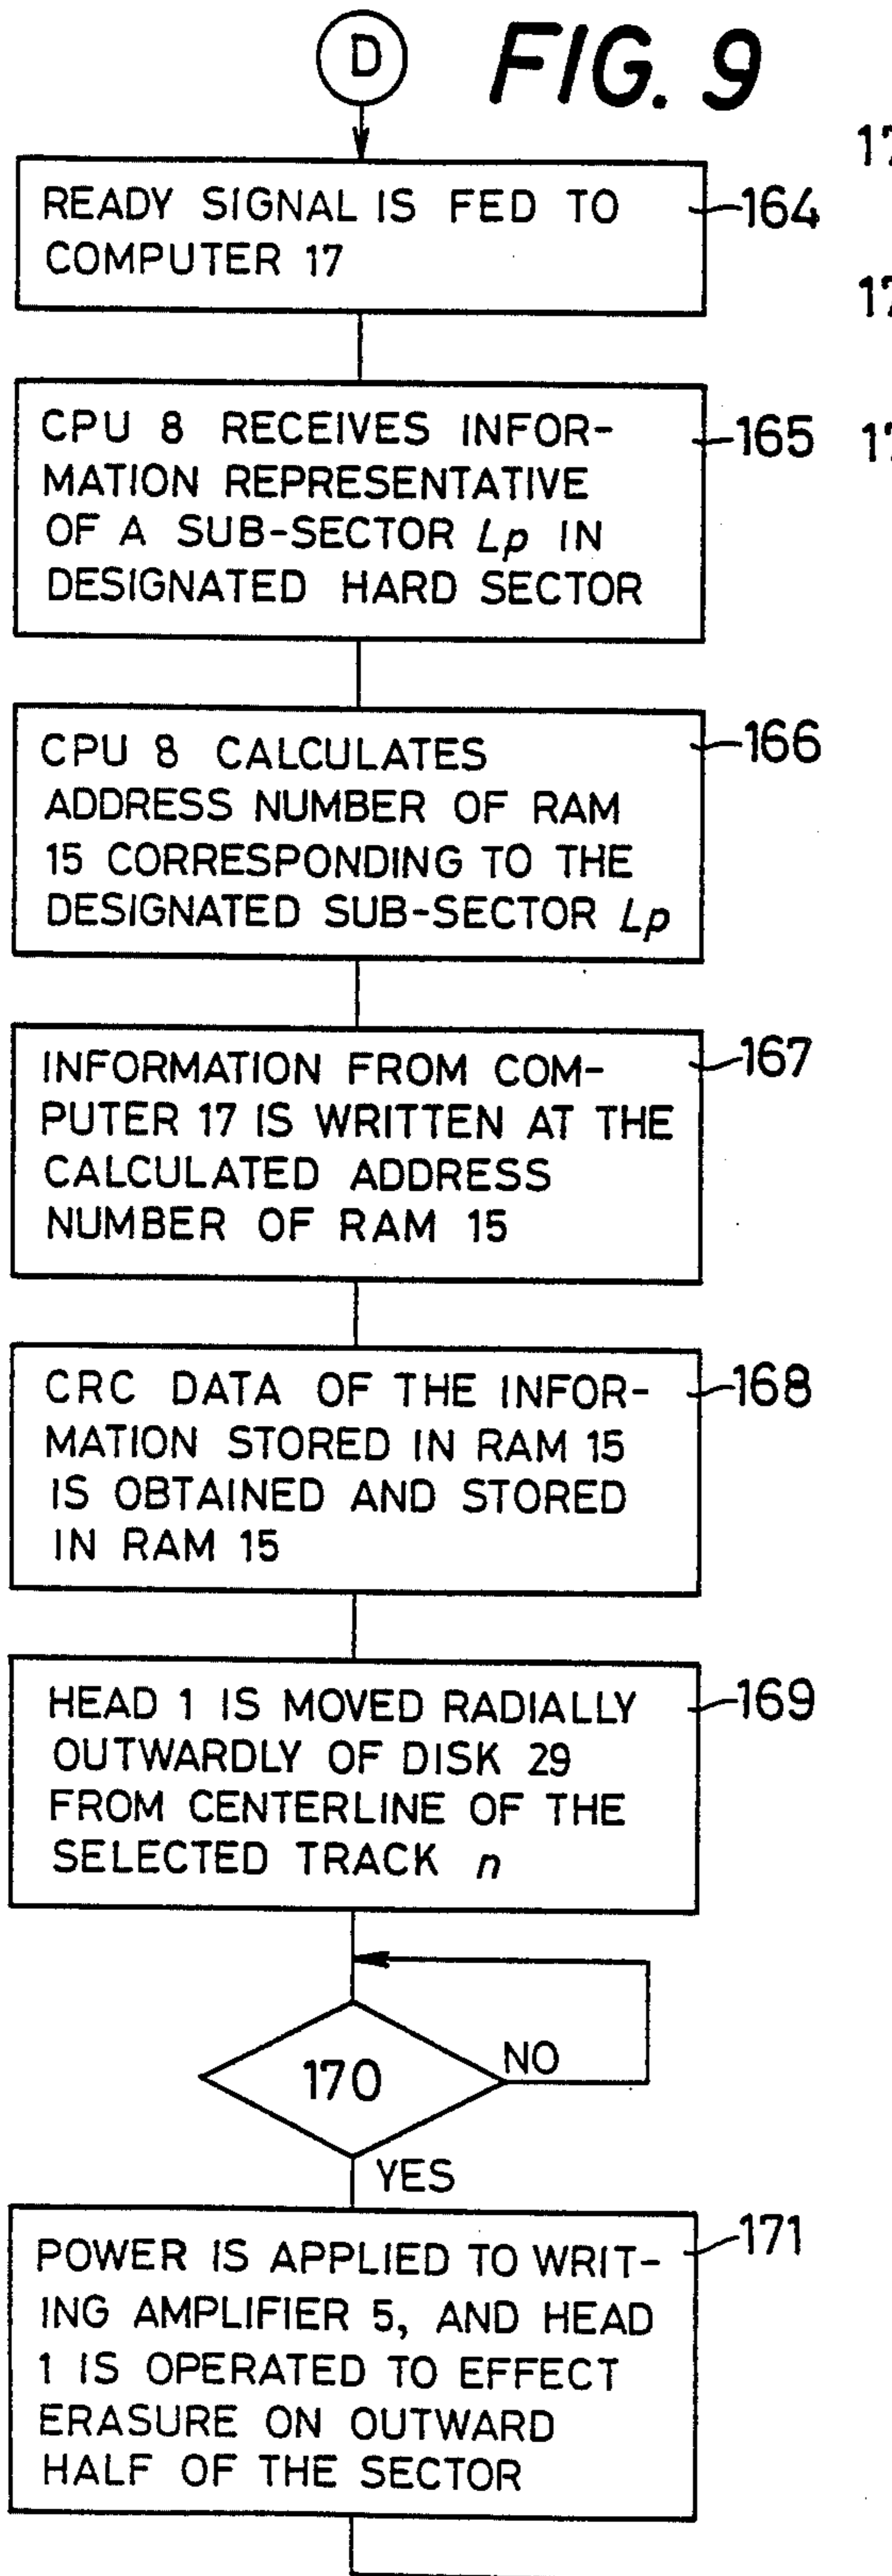 D FIG. 9
READY SIGNAL IS FED TO
COMPUTER 17
164
CPU 8 RECEIVES INFOR-
MATION REPRESENTATIVE
OF A SUB-SECTOR Lp IN
DESIGNATED HARD SECTOR
165
CPU 8 CALCULATES
ADDRESS NUMBER OF RAM
15 CORRESPONDING TO THE
DESIGNATED SUB-SECTOR Lp
166
INFORMATION FROM COM-
PUTER 17 IS WRITTEN AT THE
CALCULATED ADDRESS
NUMBER OF RAM 15
167
CRC DATA OF THE INFOR-
MATION STORED IN RAM 15
IS OBTAINED AND STORED
IN RAM 15
168
HEAD 1 IS MOVED RADIALLY
OUTWARDLY OF DISK 29
FROM CENTERLINE OF THE
SELECTED TRACK n
169
170
NO
YES
POWER IS APPLIED TO WRIT-
ING AMPLIFIER 5, AND HEAD
1 IS OPERATED TO EFFECT
ERASURE ON OUTWARD
HALF OF THE SECTOR
171